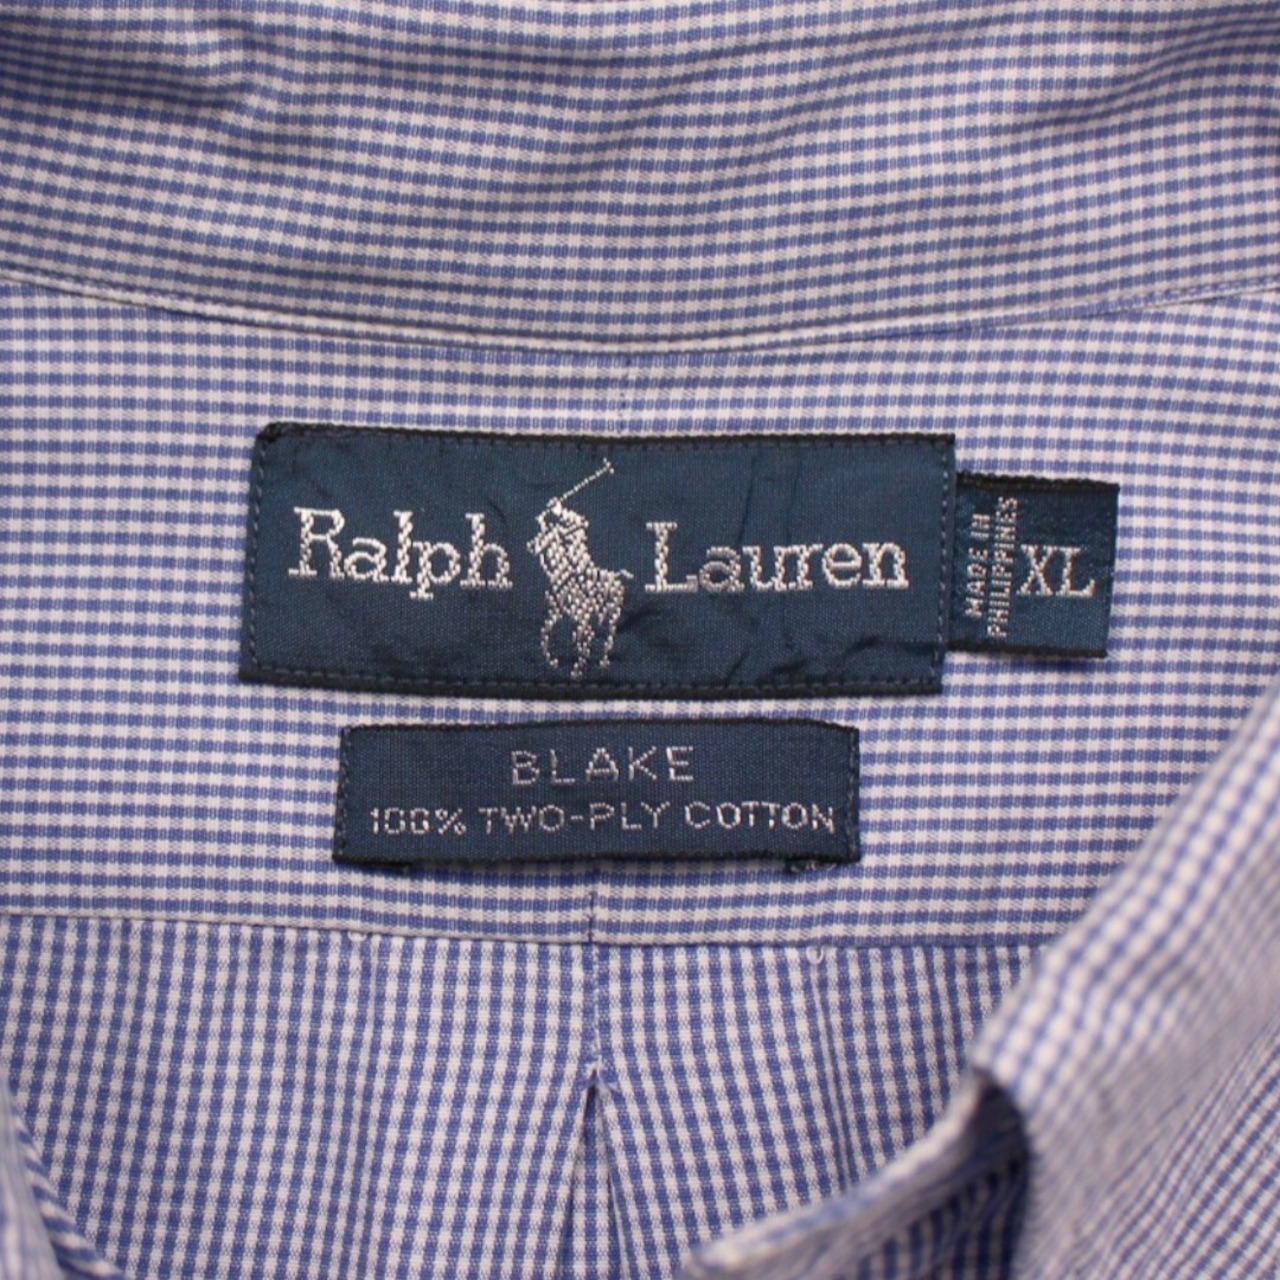 Ralph Lauren
MADE IN
PHILIPPINES
XL
BLAKE
100% TWO-PLY COTTON